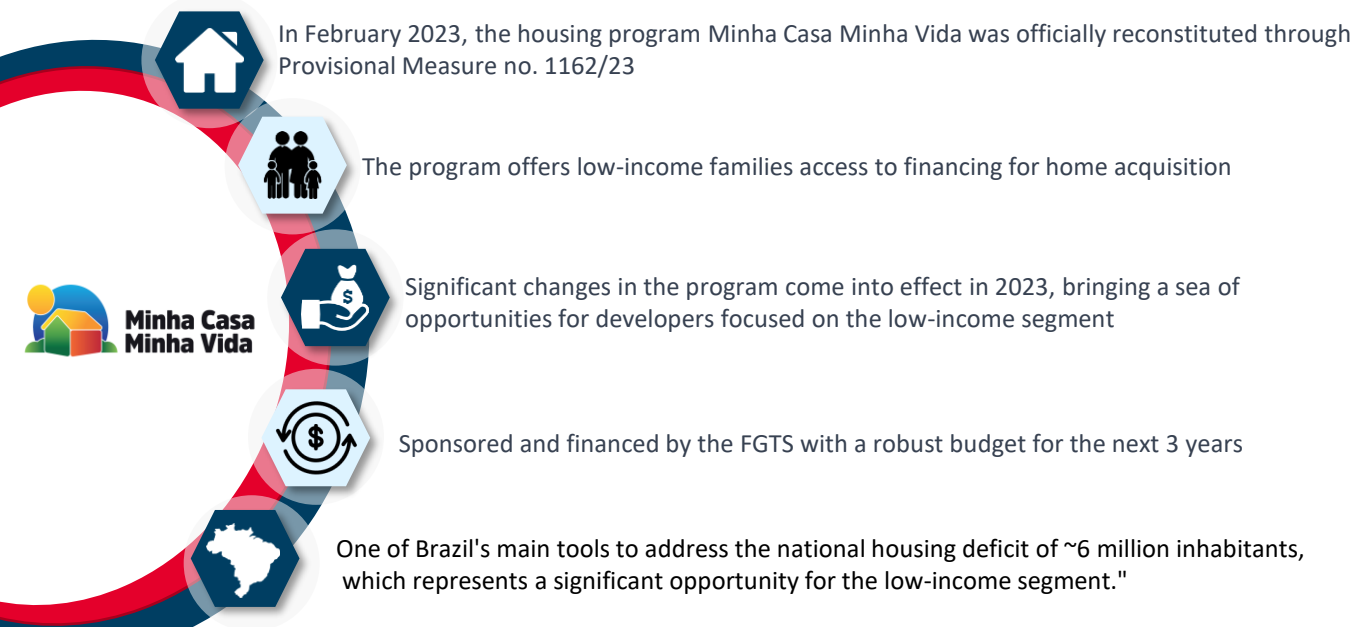 In February 2023, the housing program Minha Casa Minha Vida was officially reconstituted through
Provisional Measure no. 1162/23
The program offers low-income families access to financing for home acquisition
Significant changes in the program come into effect in 2023, bringing a sea of
opportunities for developers focused on the low-income segment
Minha Casa
Minha Vida
$
Sponsored and financed by the FGTS with a robust budget for the next 3 years
$
One of Brazil's main tools to address the national housing deficit of ~6 million inhabitants,
which represents a significant opportunity for the low-income segment."